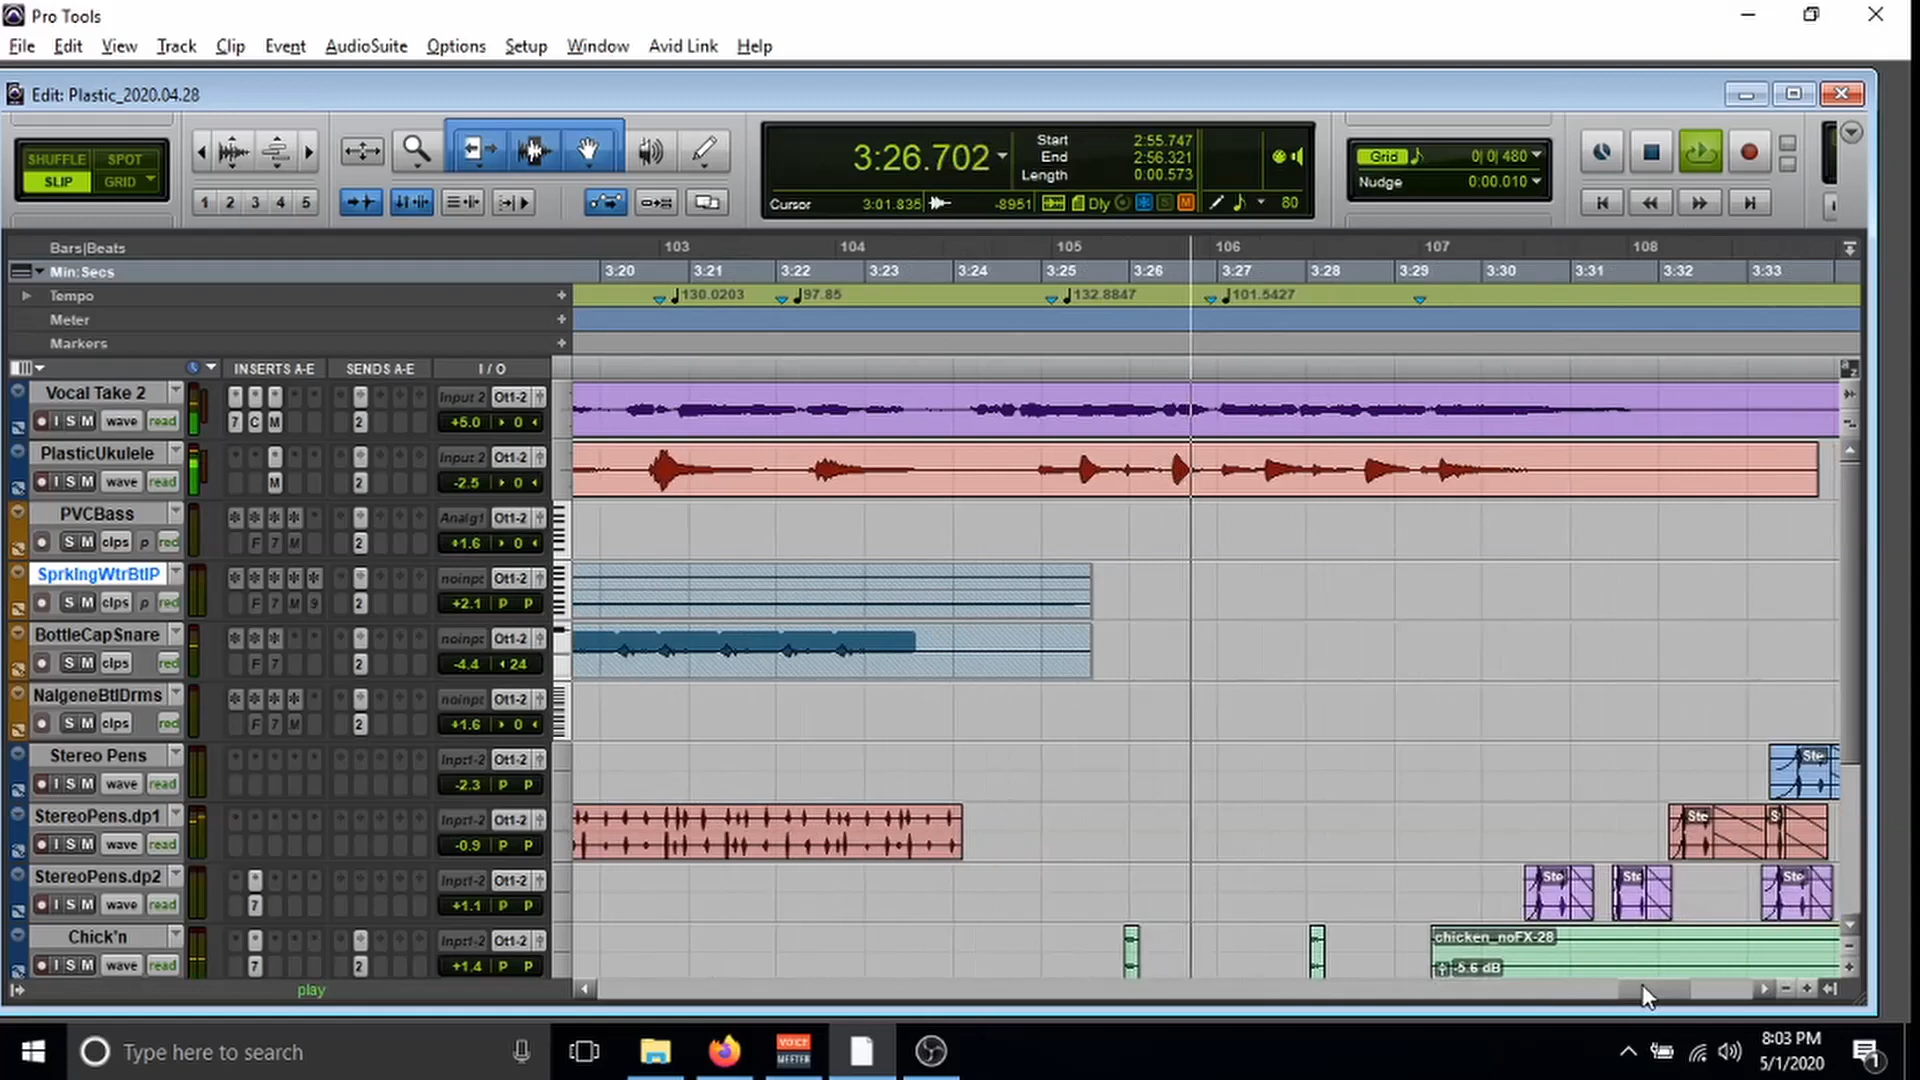 Pro Tools
File Edit View Track Clip Event AudioSuite Options Setup Window Avid Link Help
Edit: Plastic_2020.04.28
SHUFFLE SPOT
SLIP GRID
1 2 3 4 5
3:26.702
Start 2:55.747
End 2:56.321
Length 0:00.573
Cursor 3:01.835 -8951 Dly S M 80
Grid 0| 0| 480
Nudge 0:00.010
Bars|Beats 103 104 105 106 107 108
Min:Secs 3:20 3:21 3:22 3:23 3:24 3:25 3:26 3:27 3:28 3:29 3:30 3:31 3:32 3:33
Tempo + 130.0203 97.85 132.8847 101.5427
Meter +
Markers +
INSERTS A-E SENDS A-E I / O
Vocal Take 2 Input 2 Ot1-2
I S M wave read 7 C M 2 +5.0 0
PlasticUkulele Input 2 Ot1-2
I S M wave read M 2 -2.5 0
PVCBass Analg1 Ot1-2
S M clps p red F 7 M 2 +1.6 0
SprklngWtrBtlP noinpt Ot1-2
S M clps p red F 7 M 9 2 +2.1 P P
BottleCapSnare noinpt Ot1-2
S M clps red F 7 2 -4.4 24
NalgeneBtlDrms noinpt Ot1-2
S M clps red F 7 M 2 +1.6 0
Stereo Pens Inpt1-2 Ot1-2 Ste
I S M wave read -2.3 P P
StereoPens.dp1 Inpt1-2 Ot1-2 Ste S
I S M wave read -0.9 P P
StereoPens.dp2 Inpt1-2 Ot1-2 Ste Ste Ste
I S M wave read 7 +1.1 P P
Chick'n Inpt1-2 Ot1-2 chicken_noFX-28
I S M wave read 7 2 +1.4 P P -5.6 dB
play
Type here to search
VOICE
MEETER
8:03 PM
5/1/2020
1